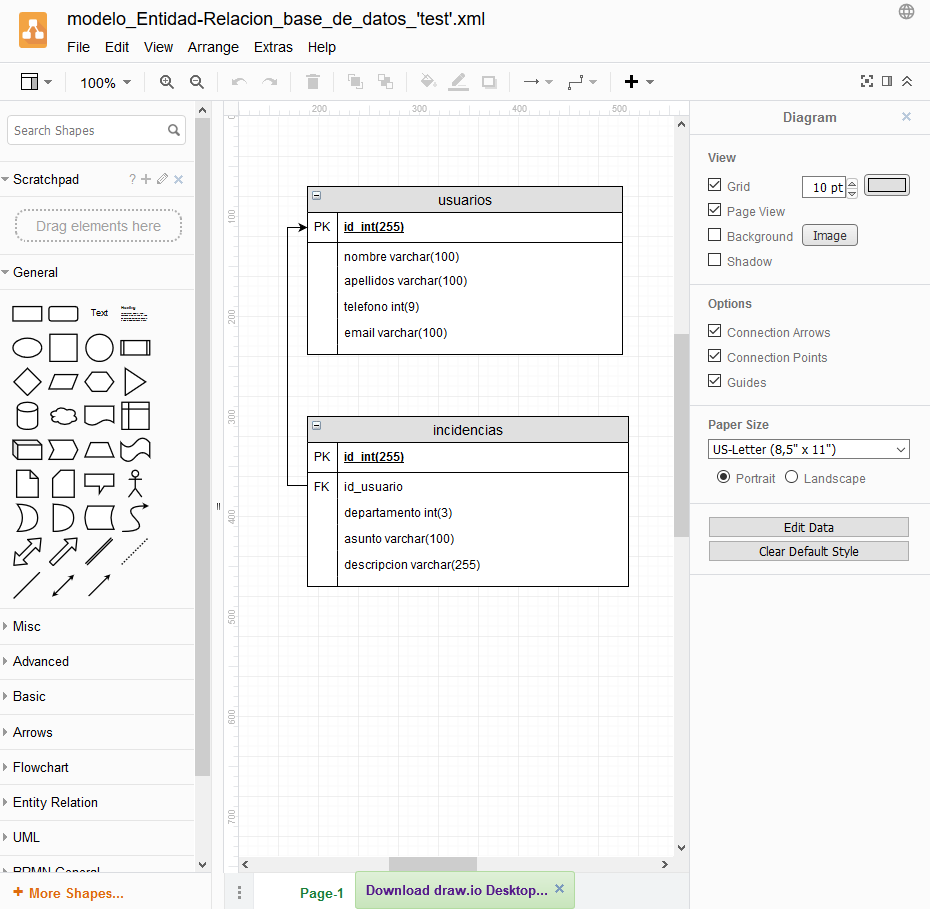 modelo_Entidad-Relacion_base_de_datos_'test'.xml
File Edit View Arrange Extras Help
100%
Search Shapes
Scratchpad
?
Drag elements here
General
Text
Heading
Misc
Advanced
Basic
Arrows
Flowchart
Entity Relation
UML
BPMN General
+ More Shapes...
200 300 400 500
0
100
200
300
400
500
600
700
usuarios
PK id_int(255)
nombre varchar(100)
apellidos varchar(100)
telefono int(9)
email varchar(100)
incidencias
PK id_int(255)
FK id_usuario
departamento int(3)
asunto varchar(100)
descripcion varchar(255)
Page-1
Download draw.io Desktop...
Diagram
View
Grid 10 pt
Page View
Background Image
Shadow
Options
Connection Arrows
Connection Points
Guides
Paper Size
US-Letter (8,5" x 11")
Portrait Landscape
Edit Data
Clear Default Style